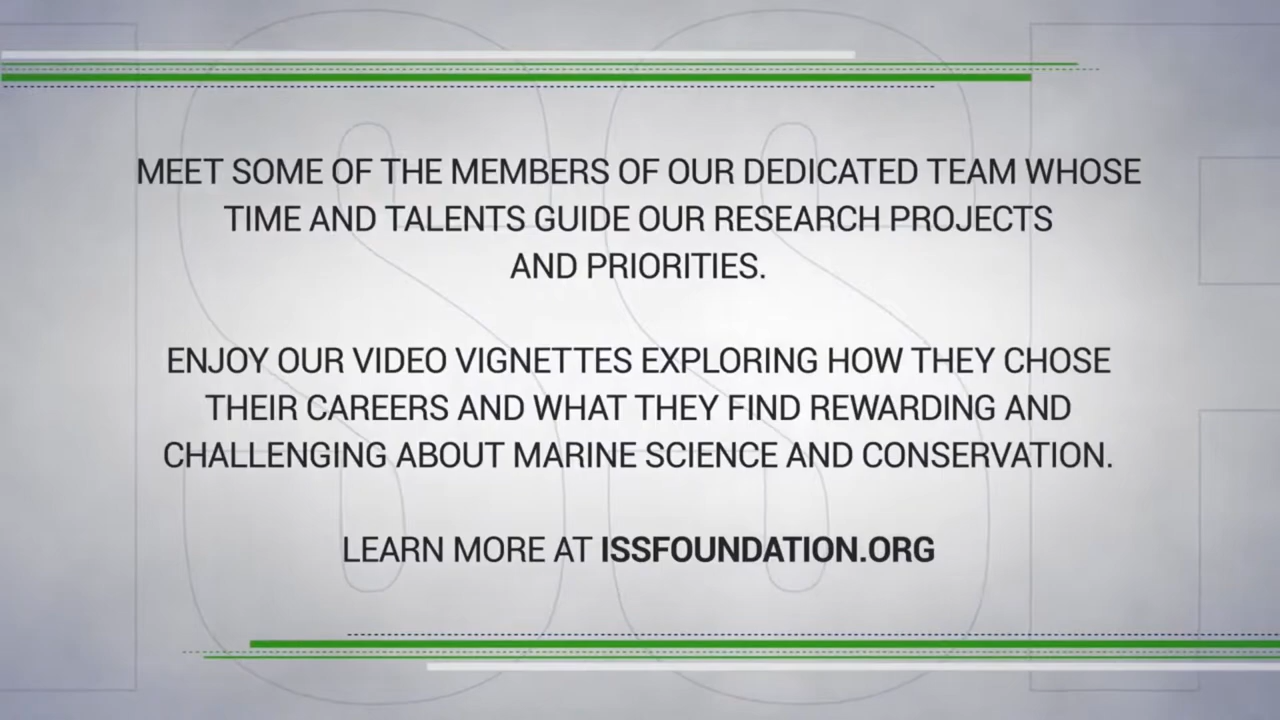 MEET SOME OF THE MEMBERS OF OUR DEDICATED TEAM WHOSE
TIME AND TALENTS GUIDE OUR RESEARCH PROJECTS
AND PRIORITIES.
ENJOY OUR VIDEO VIGNETTES EXPLORING HOW THEY CHOSE
THEIR CAREERS AND WHAT THEY FIND REWARDING AND
CHALLENGING ABOUT MARINE SCIENCE AND CONSERVATION.
LEARN MORE AT ISSFOUNDATION.ORG